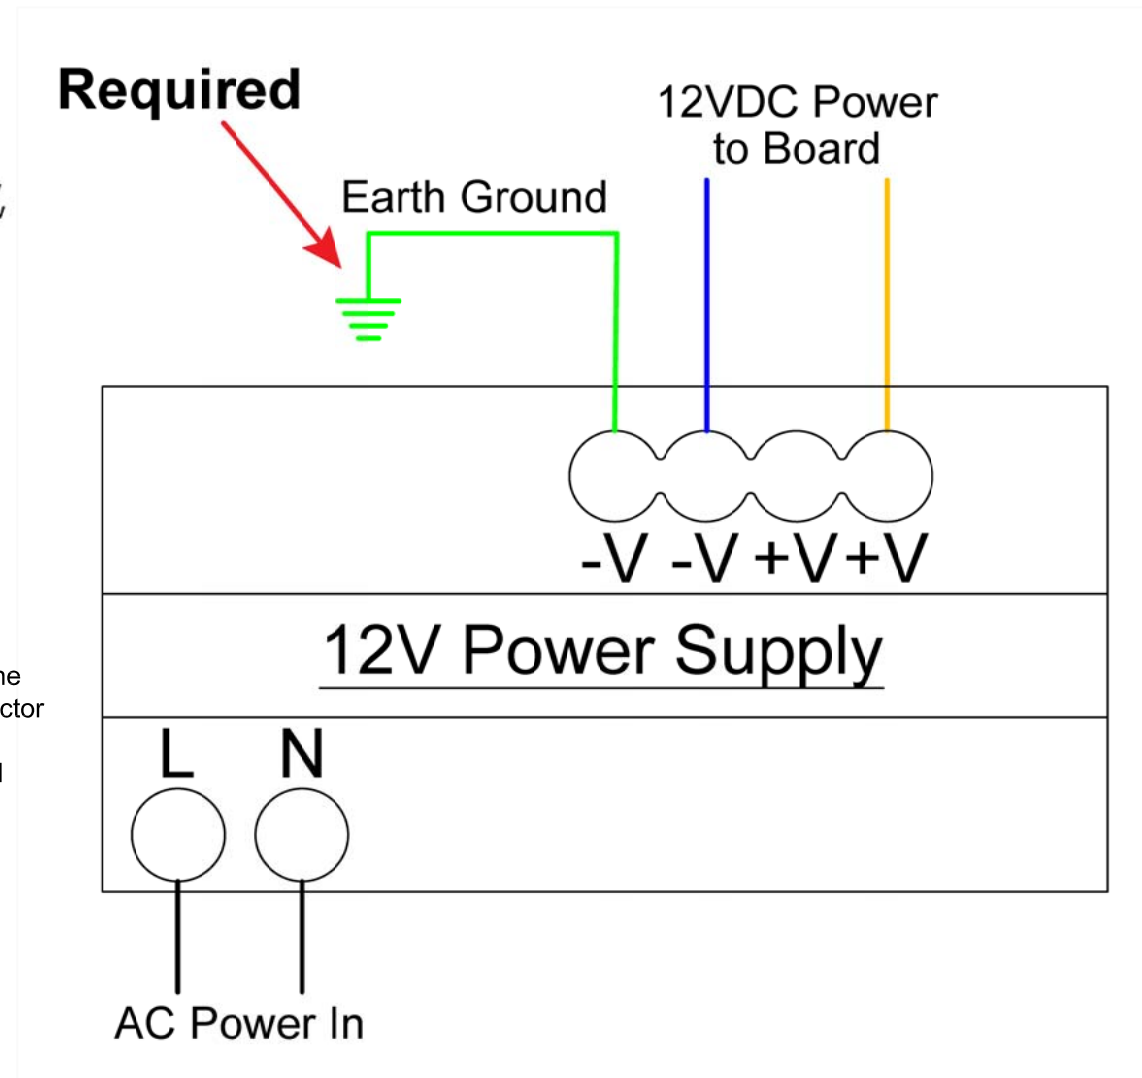 Required
12VDC Power
to Board
Earth Ground
-V -V +V +V
12V Power Supply
L N
AC Power In